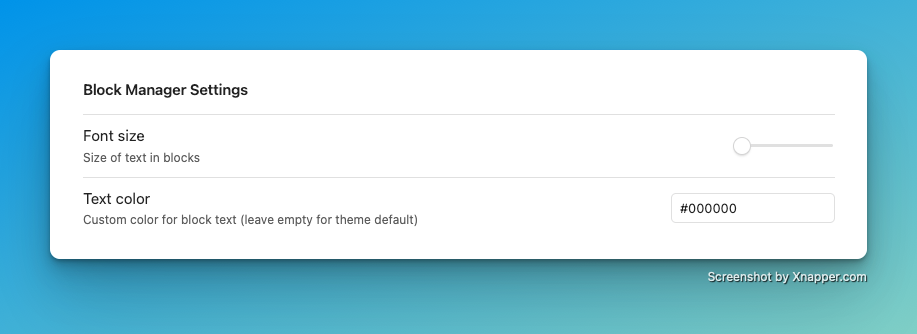 Block Manager Settings
Font size
Size of text in blocks
Text color
Custom color for block text (leave empty for theme default)
#000000
Screenshot by Xnapper.com